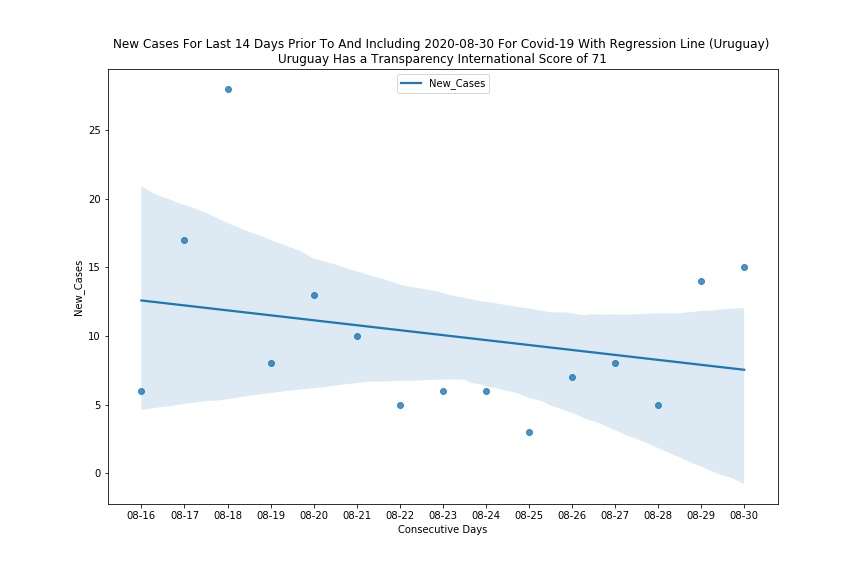 New Cases For Last 14 Days Prior To And Including 2020-08-30 For Covid-19 With Regression Line (Uruguay)
Uruguay Has a Transparency International Score of 71
New_Cases
25
20
15
10
5
0
New_Cases
08-16 08-17 08-18 08-19 08-20 08-21 08-22 08-23 08-24 08-25 08-26 08-27 08-28 08-29 08-30
Consecutive Days